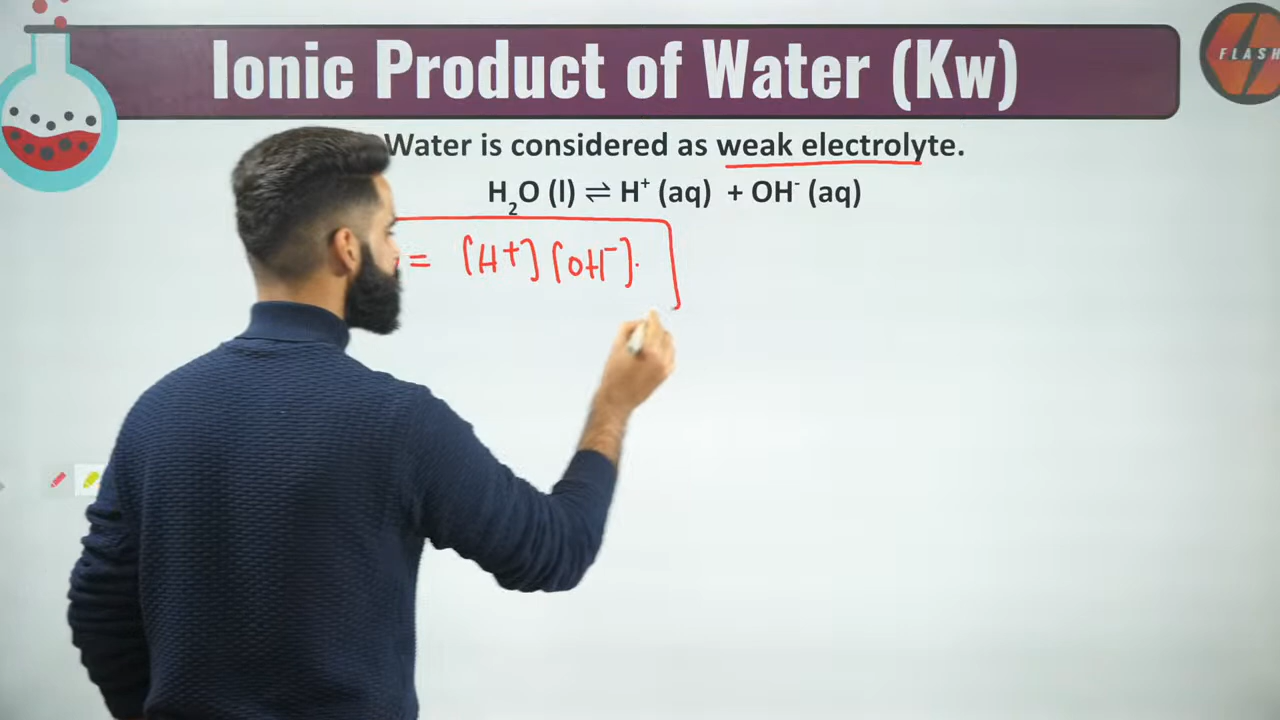 Ionic Product of Water (Kw)
FLASH
Water is considered as weak electrolyte.
H₂O (l) ⇌ H⁺ (aq) + OH⁻ (aq)
= [H+] [OH⁻].